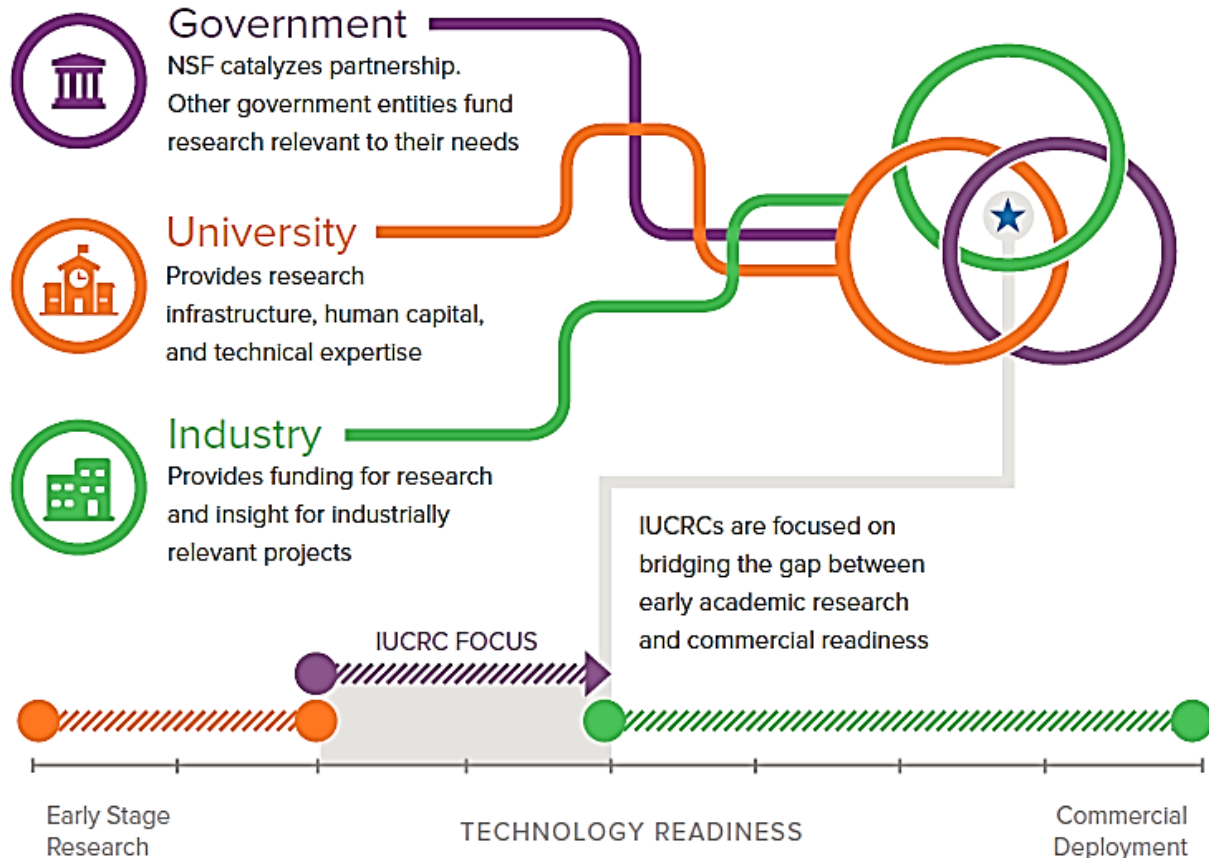 Government
NSF catalyzes partnership.
Other government entities fund
research relevant to their needs
University
Provides research
infrastructure, human capital,
and technical expertise
Industry
Provides funding for research
and insight for industrially
relevant projects
IUCRCs are focused on
bridging the gap between
early academic research
and commercial readiness
IUCRC FOCUS
Early Stage
Research
TECHNOLOGY READINESS
Commercial
Deployment